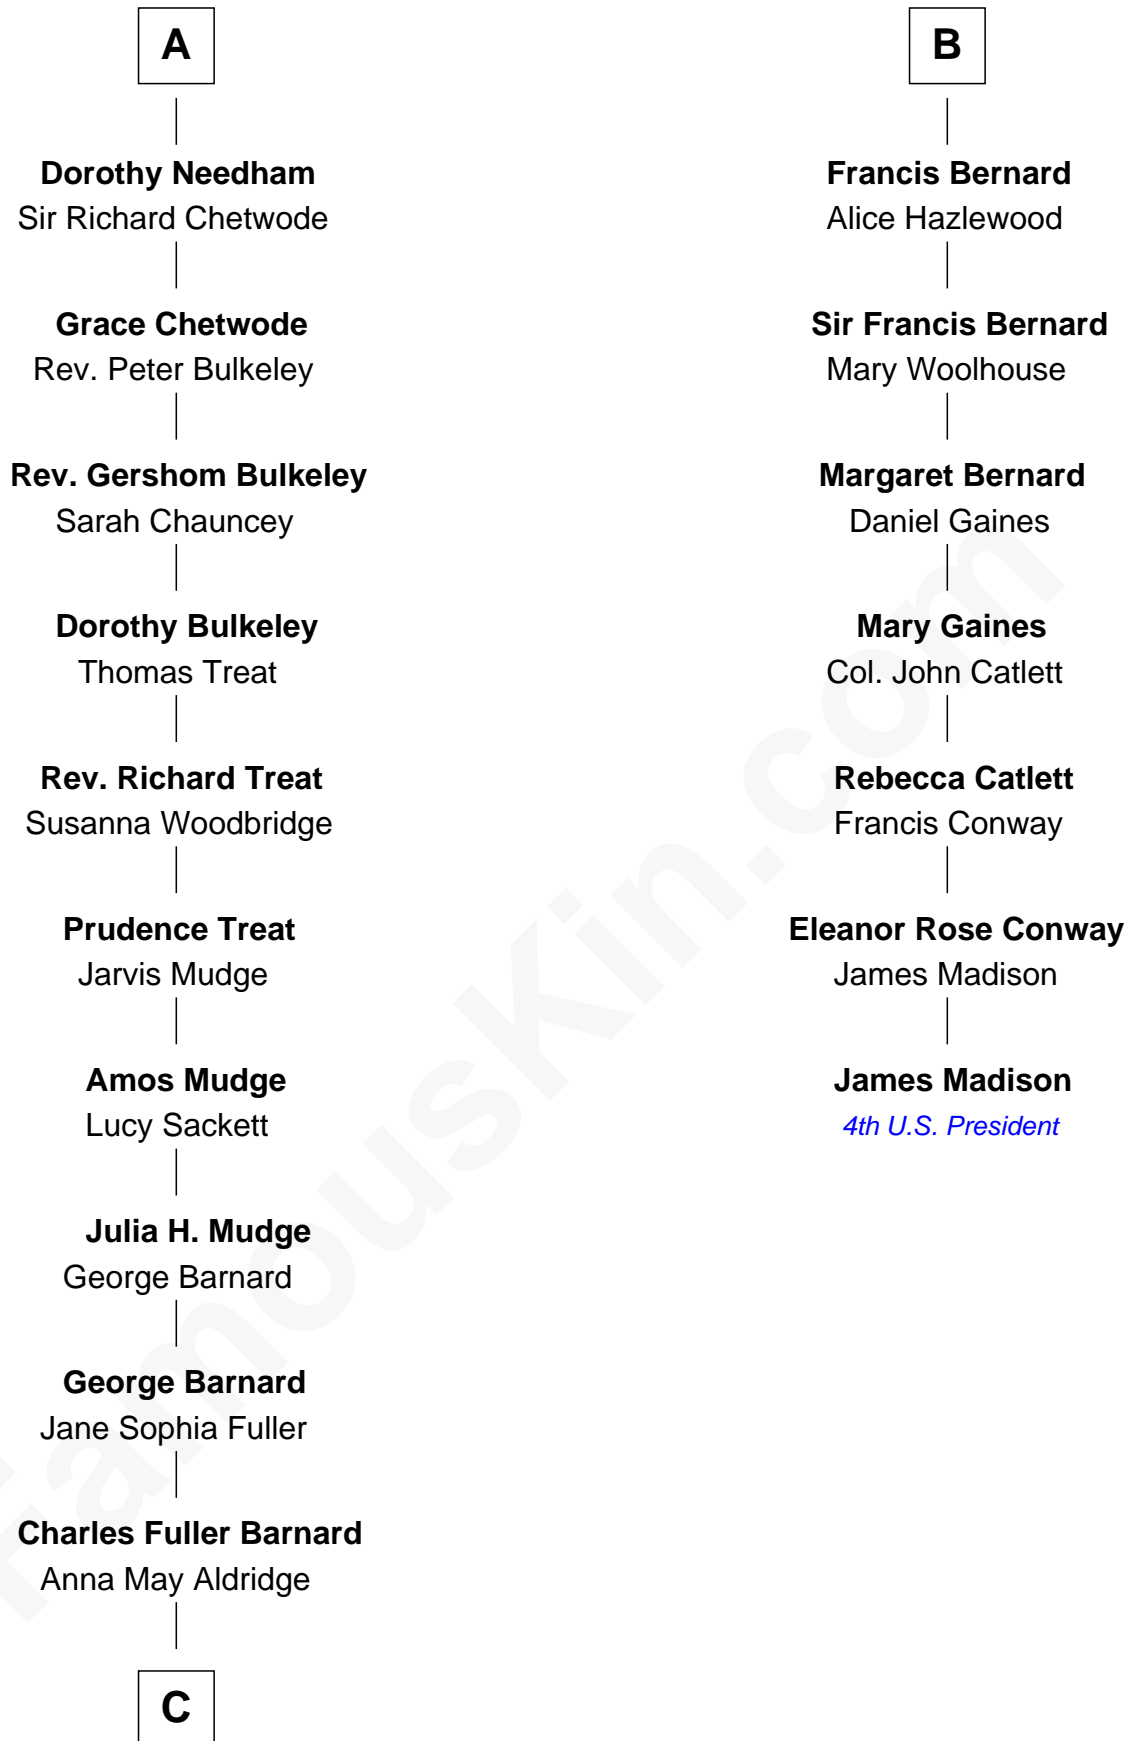 A
Dorothy Needham
Sir Richard Chetwode
Grace Chetwode
Rev. Peter Bulkeley
Rev. Gershom Bulkeley
Sarah Chauncey
Dorothy Bulkeley
Thomas Treat
Rev. Richard Treat
Susanna Woodbridge
Prudence Treat
Jarvis Mudge
Amos Mudge
Lucy Sackett
Julia H. Mudge
George Barnard
George Barnard
Jane Sophia Fuller
Charles Fuller Barnard
Anna May Aldridge
C
B
Francis Bernard
Alice Hazlewood
Sir Francis Bernard
Mary Woolhouse
Margaret Bernard
Daniel Gaines
Mary Gaines
Col. John Catlett
Rebecca Catlett
Francis Conway
Eleanor Rose Conway
James Madison
James Madison
4th U.S. President
FamousKin.com